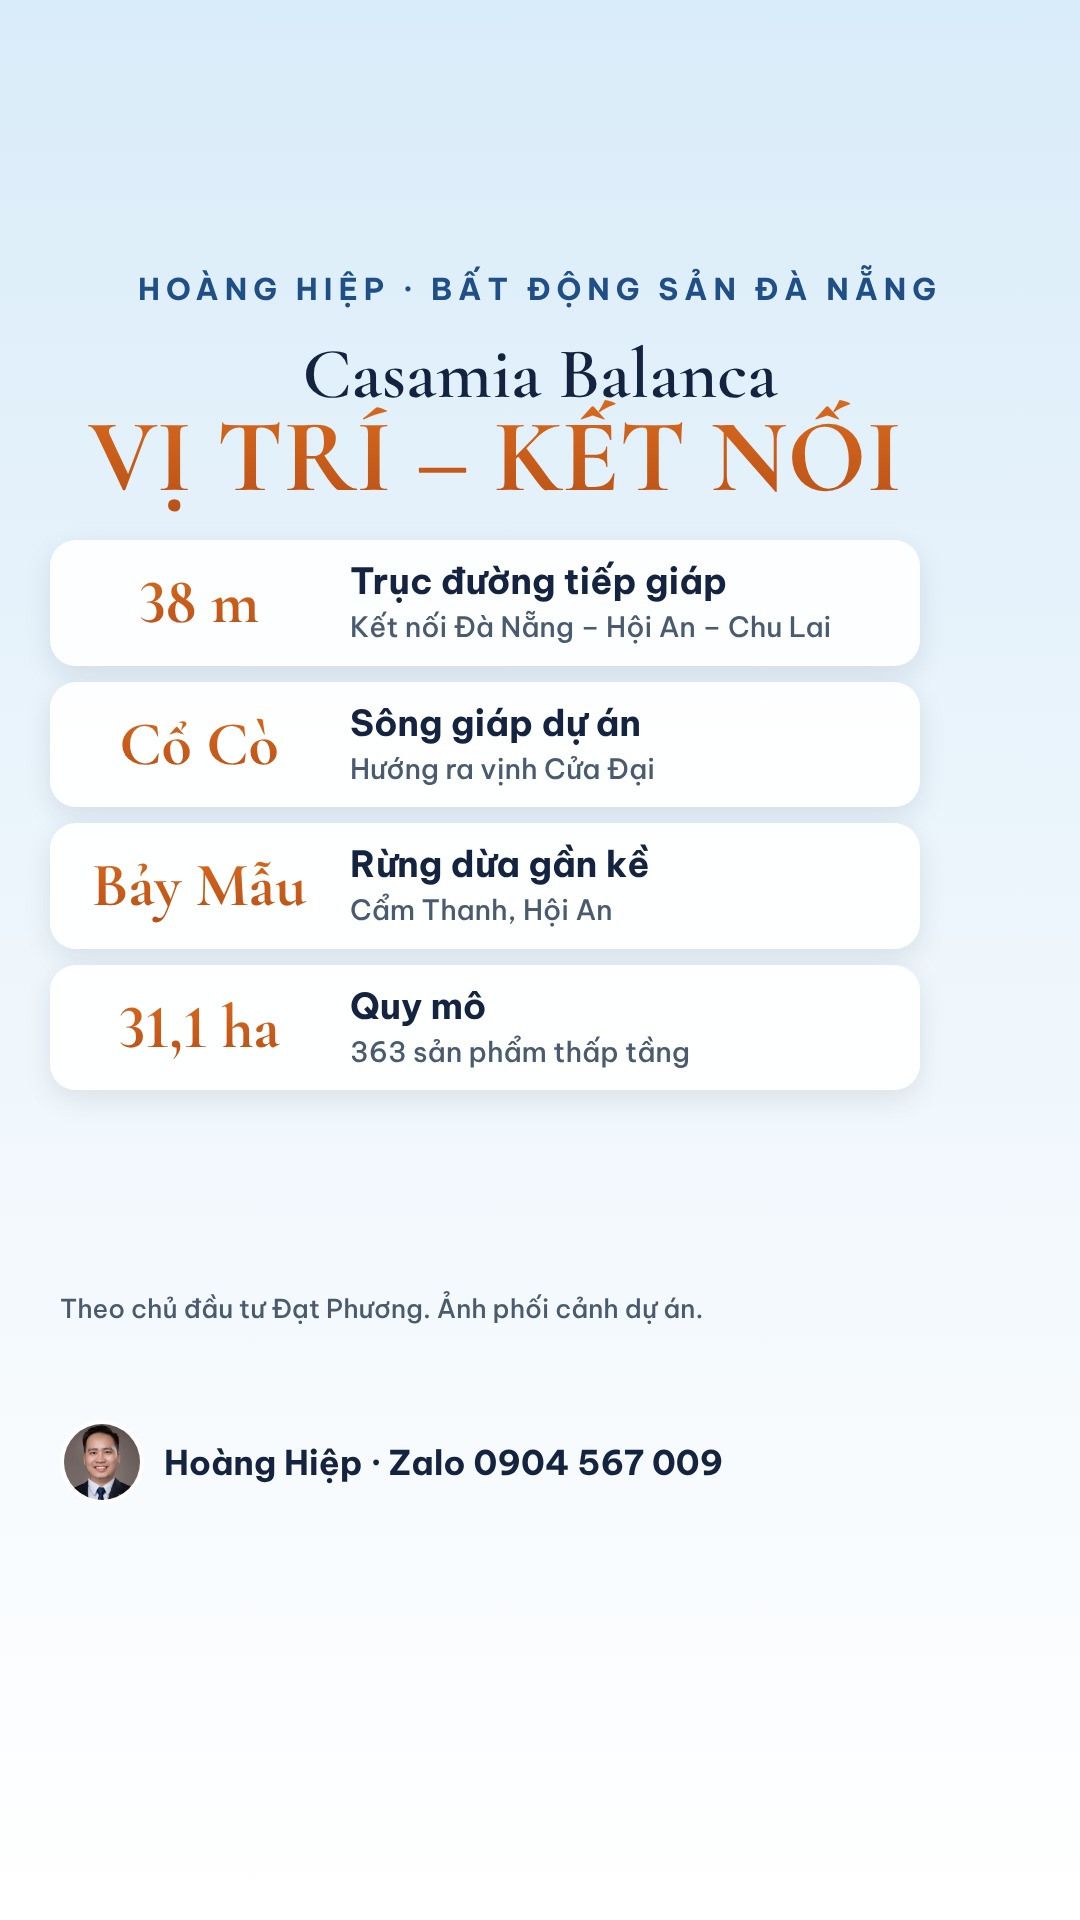 HOÀNG HIỆP · BẤT ĐỘNG SẢN ĐÀ NẴNG
Casamia Balanca
VỊ TRÍ – KẾT NỐI
38 m
Trục đường tiếp giáp
Kết nối Đà Nẵng – Hội An – Chu Lai
Cổ Cò
Sông giáp dự án
Hướng ra vịnh Cửa Đại
Bảy Mẫu
Rừng dừa gần kề
Cẩm Thanh, Hội An
31,1 ha
Quy mô
363 sản phẩm thấp tầng
Theo chủ đầu tư Đạt Phương. Ảnh phối cảnh dự án.
Hoàng Hiệp · Zalo 0904 567 009